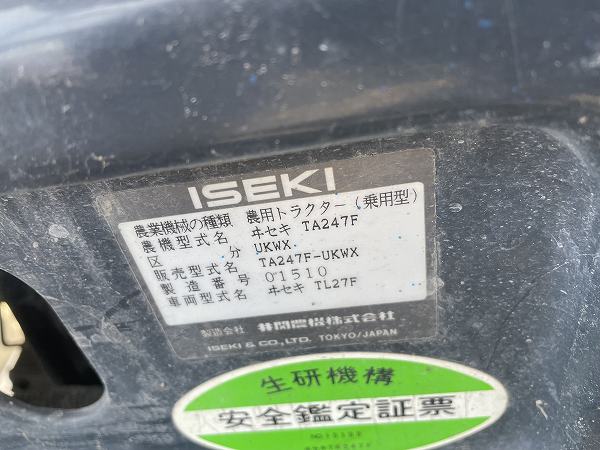 ISEKI
農業機械の種類 農用トラクター(乗用型)
農機型式名 ヰセキ TA247F
区分 UKWX
販売型式名 TA247F-UKWX
製造番号 01510
車両型式名 ヰセキ TL27F
製造会社 井関農機株式会社
ISEKI & CO., LTD. TOKYO/JAPAN
生研機構
安全鑑定証票